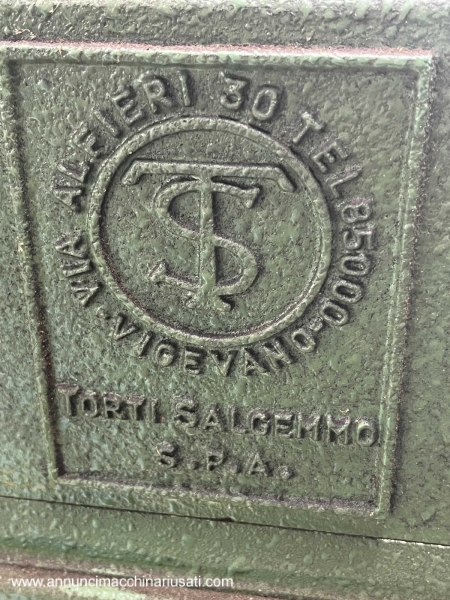 VIA ALFIERI 30 TEL 85000-
VIGEVANO-
TS
TORTI SALGEMMO
S.P.A.
www.annuncimacchinariusati.com